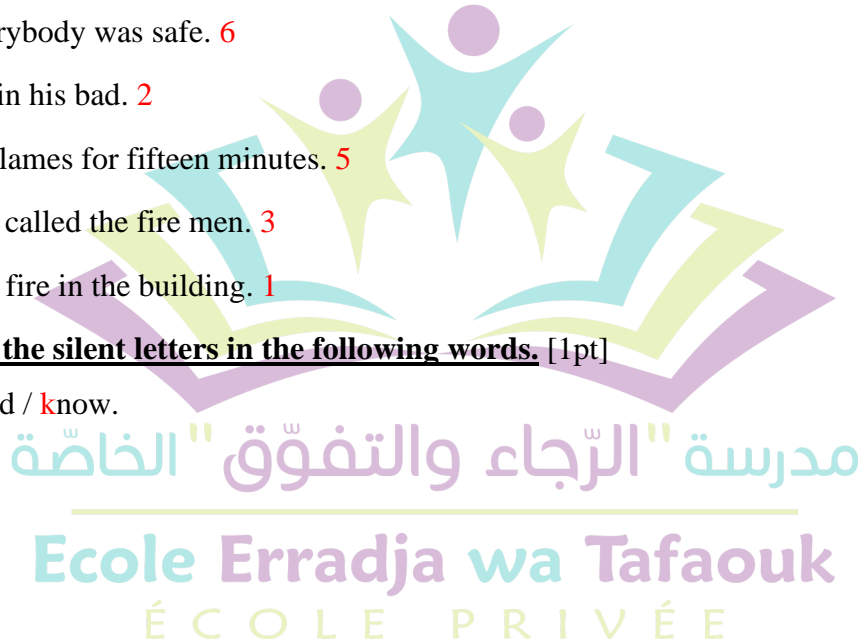 rybody was safe. 6
in his bad. 2
lames for fifteen minutes. 5
called the fire men. 3
fire in the building. 1
the silent letters in the following words. [1pt]
d / know.
مدرسة "الرّجاء والتفوّق" الخاصّة
Ecole Erradja wa Tafaouk
ÉCOLE PRIVÉE